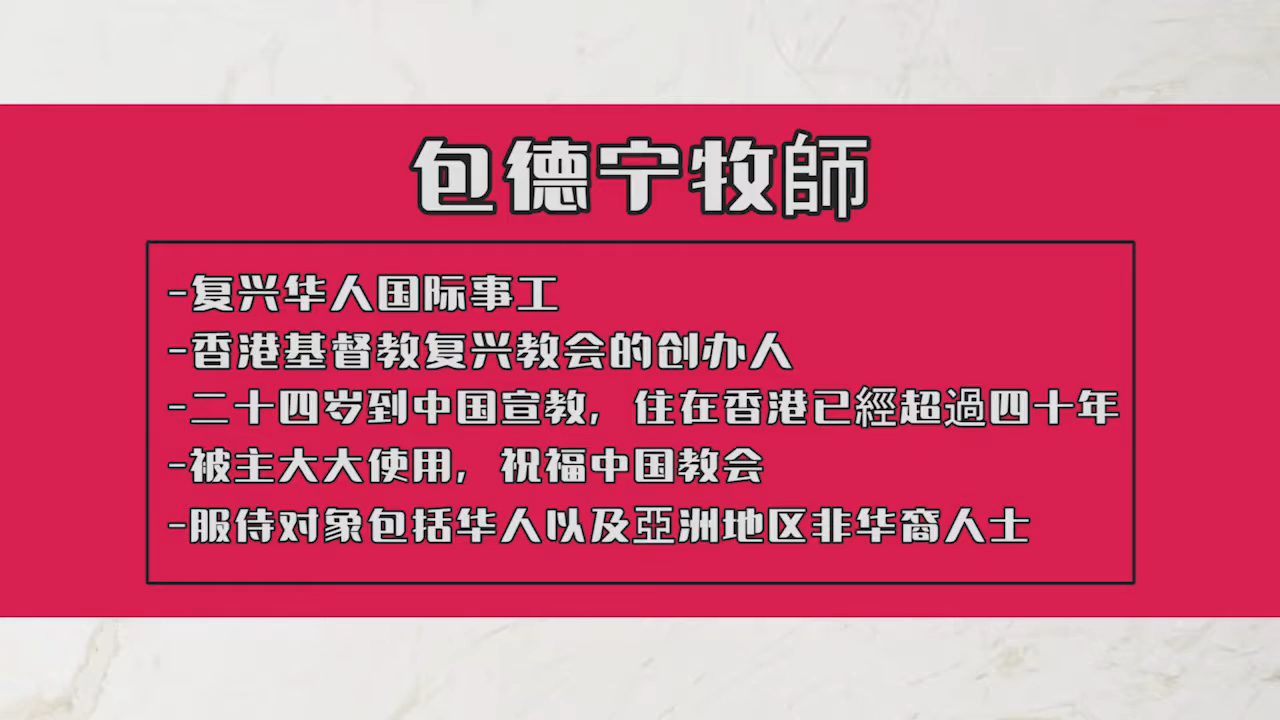 包德宁牧師
-复兴华人国际事工
-香港基督教复兴教会的创办人
-二十四岁到中国宣教，住在香港已經超過四十年
-被主大大使用，祝福中国教会
-服侍对象包括华人以及亞洲地区非华裔人士